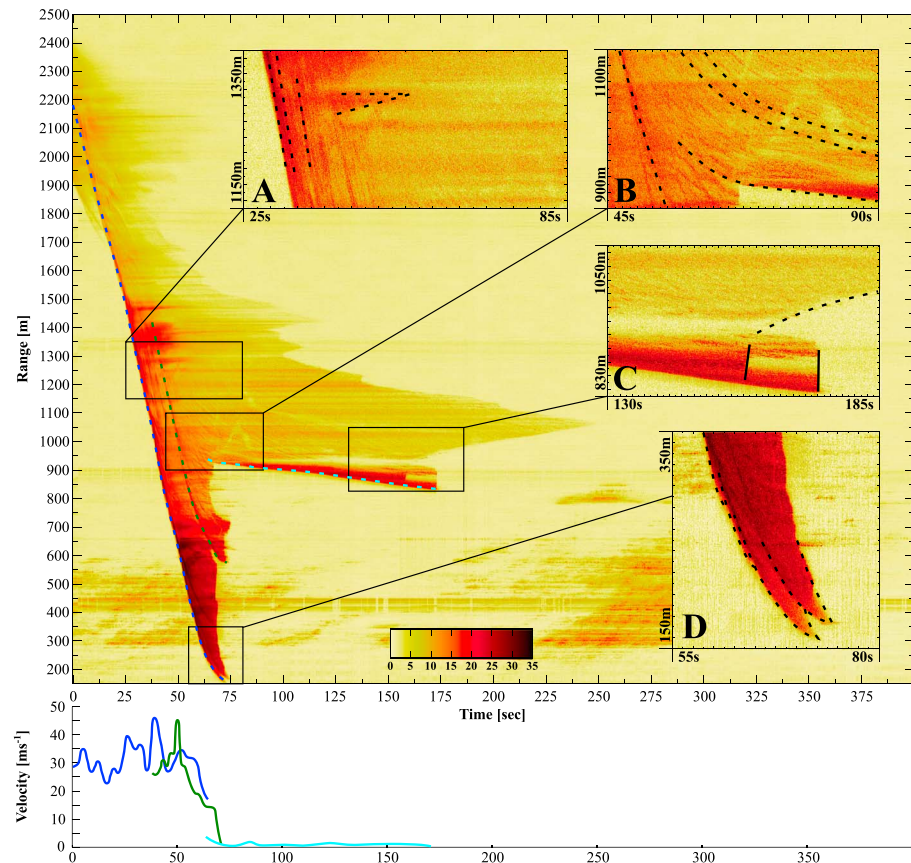 2500
2400
2300
2200
2100
2000
1900
1800
1700
1600
1500
1400
1300
1200
1100
1000
900
800
700
600
500
400
300
200
Range [m]
1350m
1150m
A
25s 85s
1100m
900m
B
45s 90s
1050m
830m
C
130s 185s
350m
150m
D
55s 80s
0 5 10 15 20 25 30 35
0 25 50 75 100 125 150 175 200 225 250 275 300 325 350 375
Time [sec]
Velocity [ms⁻¹]
50
40
30
20
10
0
0 50 100 150 200 250 300 350